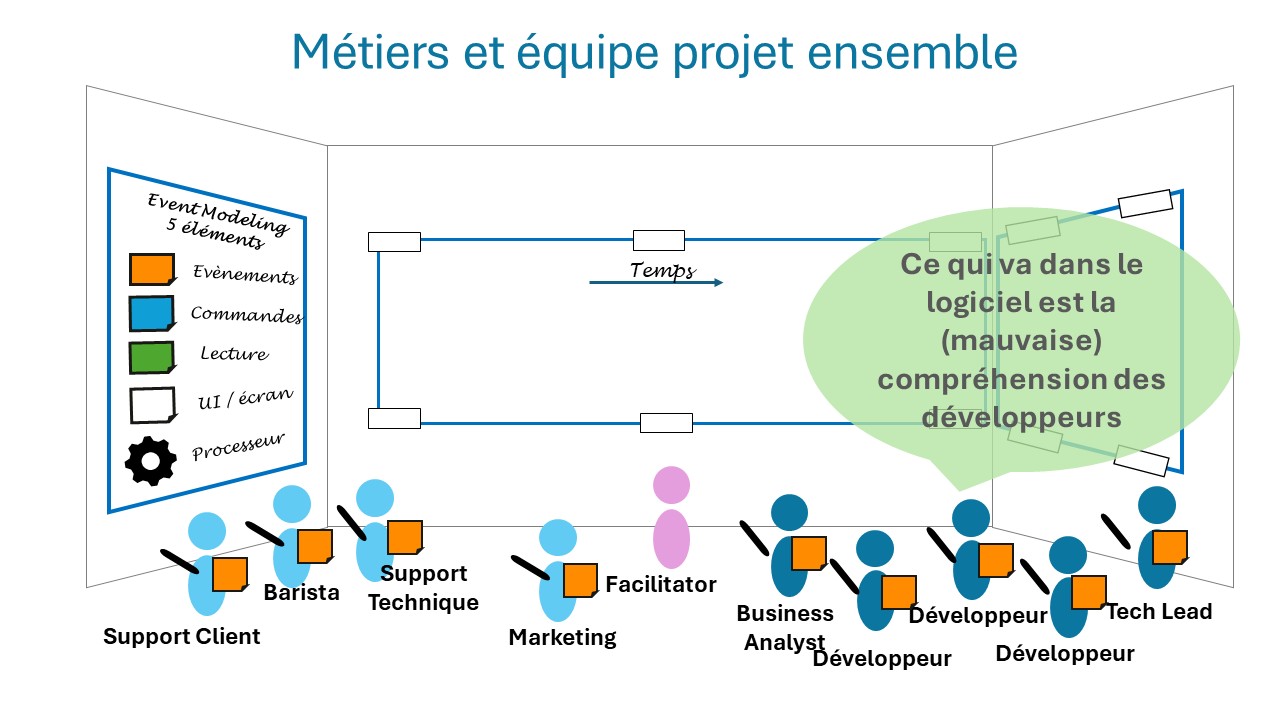 Métiers et équipe projet ensemble
Event Modeling
5 éléments
Evènements
Commandes
Lecture
UI / écran
Processeur
Temps
Ce qui va dans le
logiciel est la
(mauvaise)
compréhension des
développeurs
Support Client
Barista
Support
Technique
Marketing
Facilitator
Business
Analyst
Développeur
Développeur
Développeur
Tech Lead